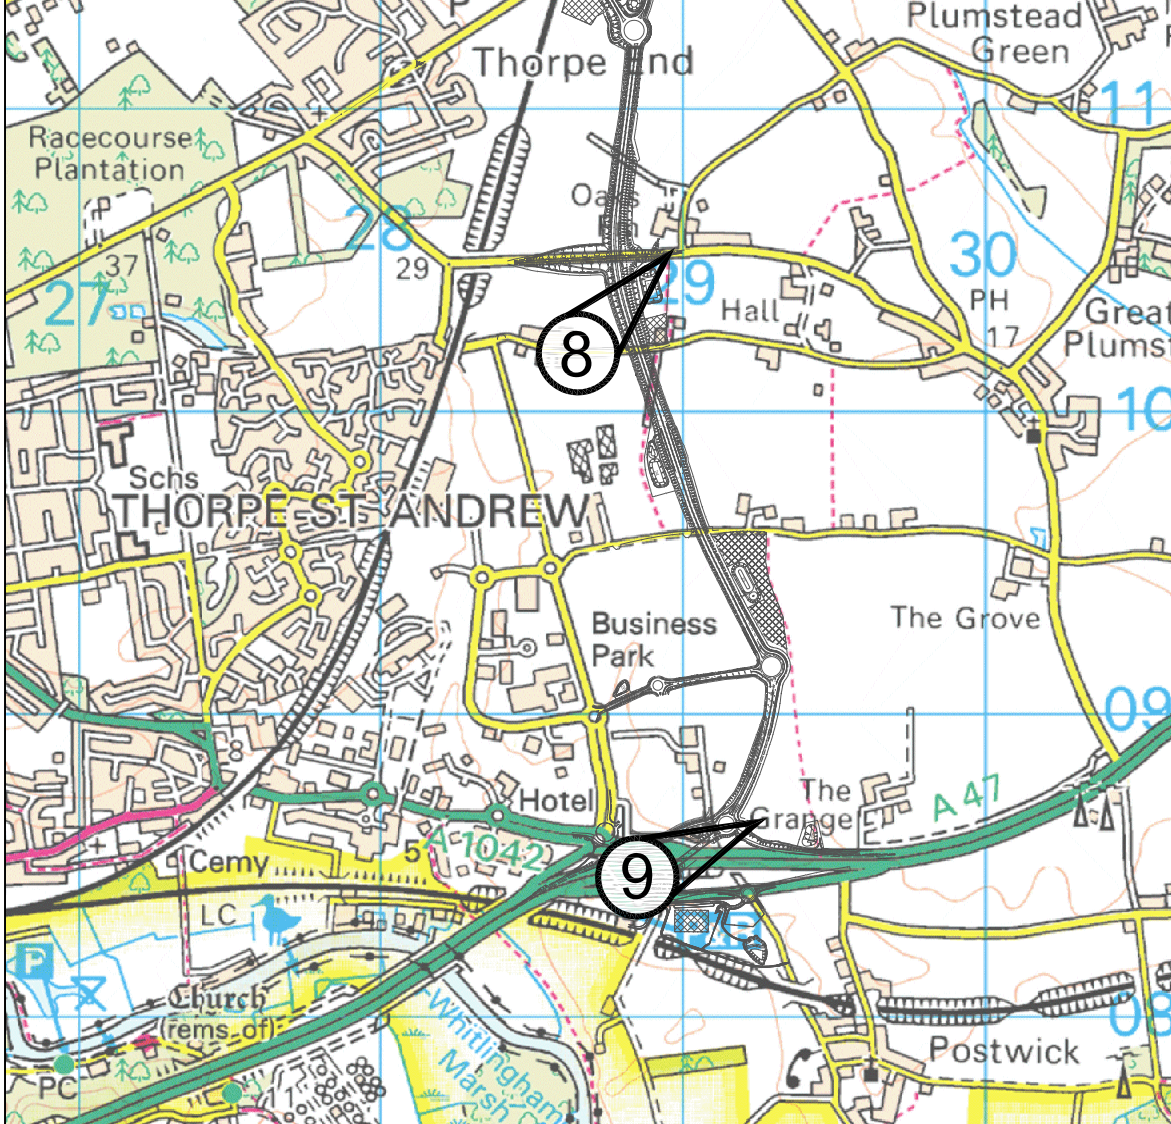 P
Plumstead
Green
Thorpe End
11
Racecourse
Plantation
28
37
29
27
30
29
PH
Hall
17
Great
8
10
Schs
THORPE ST ANDREW
Business
Park
The Grove
09
8
Hotel
The
Grange
A 47
A 1042
5
Cemy
9
LC
P
P&R
Church
(rems of)
08
Whitlingham
Marsh
Postwick
PC
11